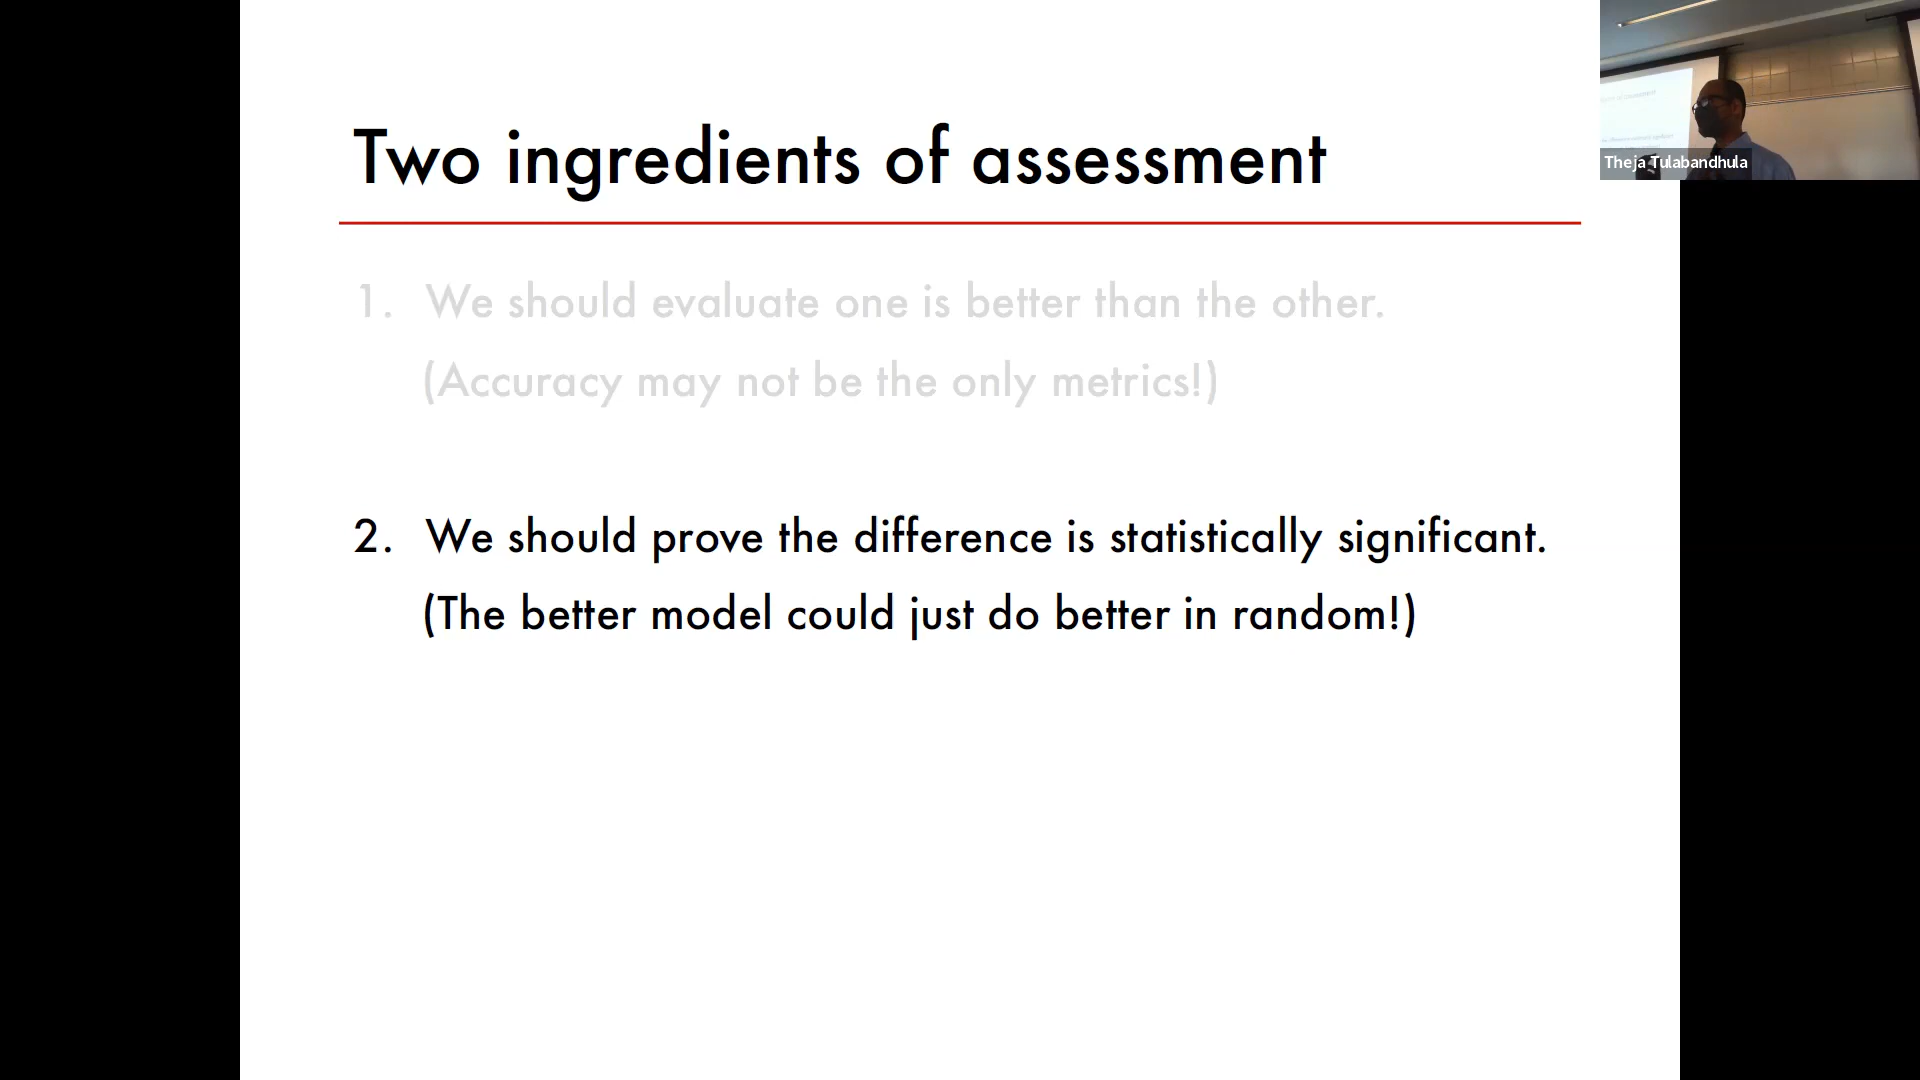 Two ingredients of assessment
1. We should evaluate one is better than the other.
(Accuracy may not be the only metrics!)
2. We should prove the difference is statistically significant.
(The better model could just do better in random!)
Theja Tulabandhula